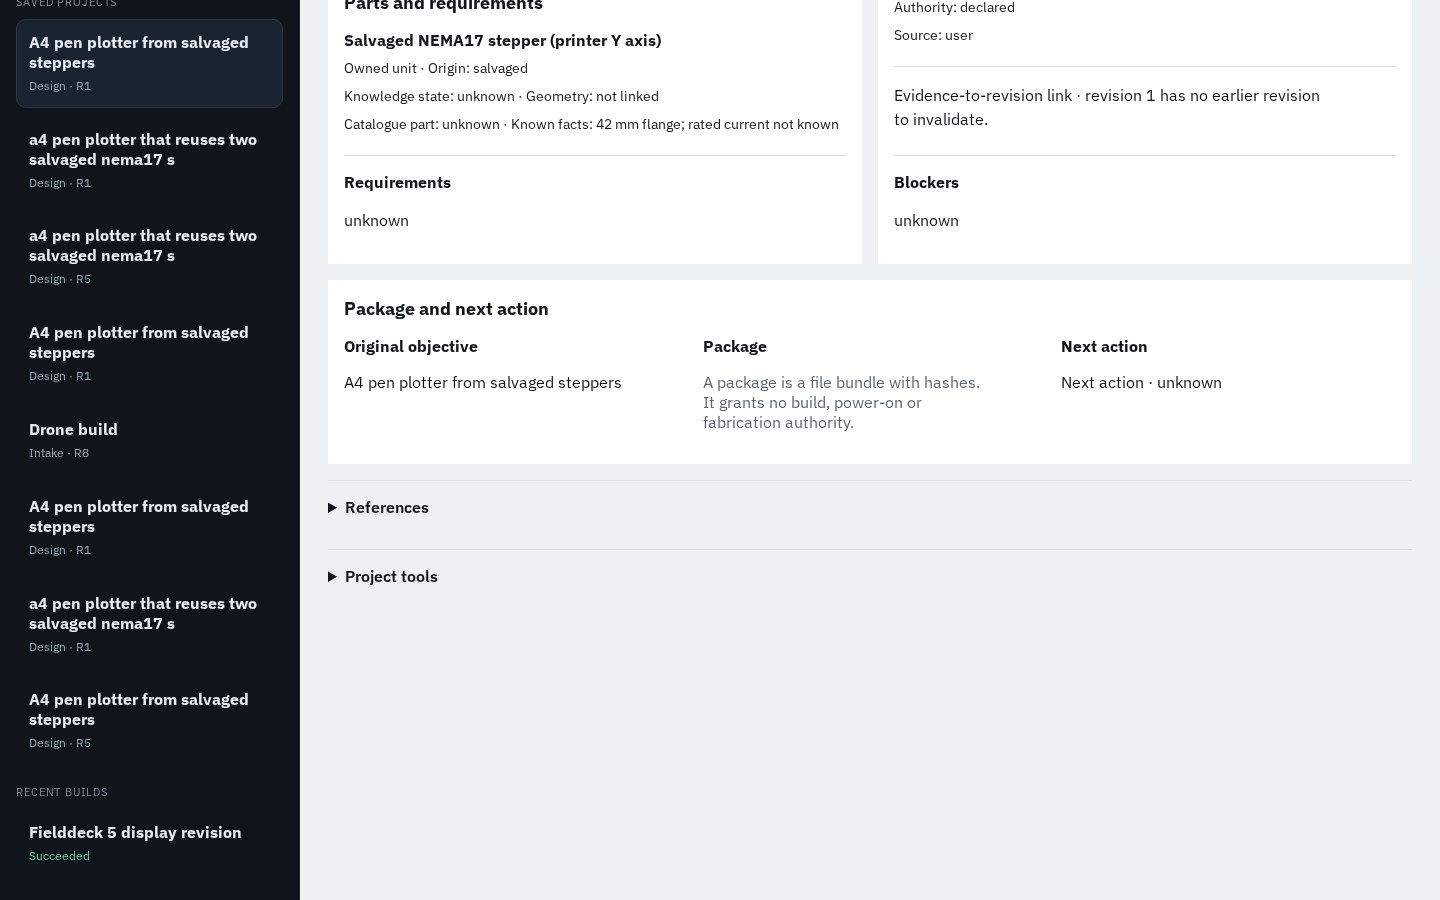 SAVED PROJECTS
A4 pen plotter from salvaged
steppers
Design · R1
a4 pen plotter that reuses two
salvaged nema17 s
Design · R1
a4 pen plotter that reuses two
salvaged nema17 s
Design · R5
A4 pen plotter from salvaged
steppers
Design · R1
Drone build
Intake · R8
A4 pen plotter from salvaged
steppers
Design · R1
a4 pen plotter that reuses two
salvaged nema17 s
Design · R1
A4 pen plotter from salvaged
steppers
Design · R5
RECENT BUILDS
Fielddeck 5 display revision
Succeeded
Parts and requirements
Salvaged NEMA17 stepper (printer Y axis)
Owned unit · Origin: salvaged
Knowledge state: unknown · Geometry: not linked
Catalogue part: unknown · Known facts: 42 mm flange; rated current not known
Requirements
unknown
Authority: declared
Source: user
Evidence-to-revision link · revision 1 has no earlier revision
to invalidate.
Blockers
unknown
Package and next action
Original objective
A4 pen plotter from salvaged steppers
Package
A package is a file bundle with hashes.
It grants no build, power-on or
fabrication authority.
Next action
Next action · unknown
References
Project tools